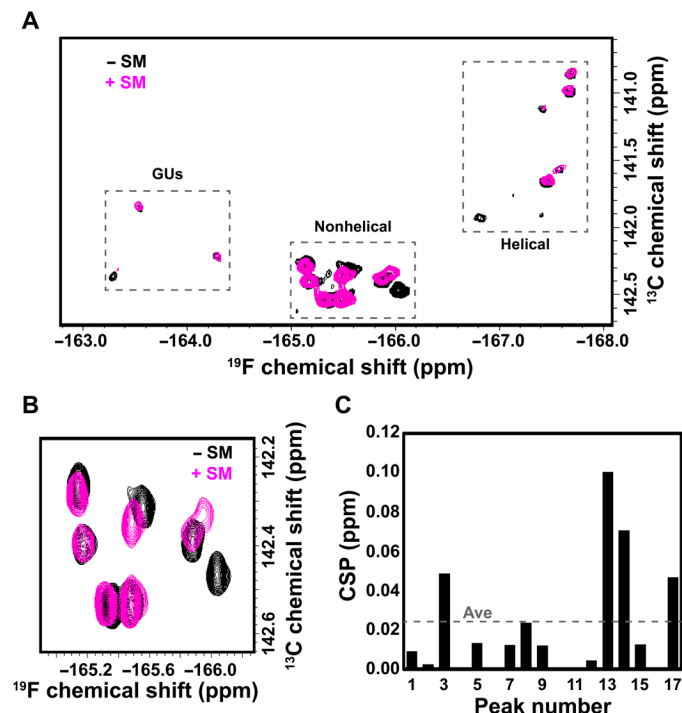 A
– SM
+ SM
GUs
Nonhelical
Helical
141.0
141.5
142.0
142.5
¹³C chemical shift (ppm)
–163.0 –164.0 –165.0 –166.0 –167.0 –168.0
¹⁹F chemical shift (ppm)
B
– SM
+ SM
142.2
142.4
142.6
¹³C chemical shift (ppm)
–165.2 –165.6 –166.0
¹⁹F chemical shift (ppm)
C
0.12
0.10
0.08
0.06
0.04
0.02
0.00
CSP (ppm)
Ave
1 3 5 7 9 11 13 15 17
Peak number